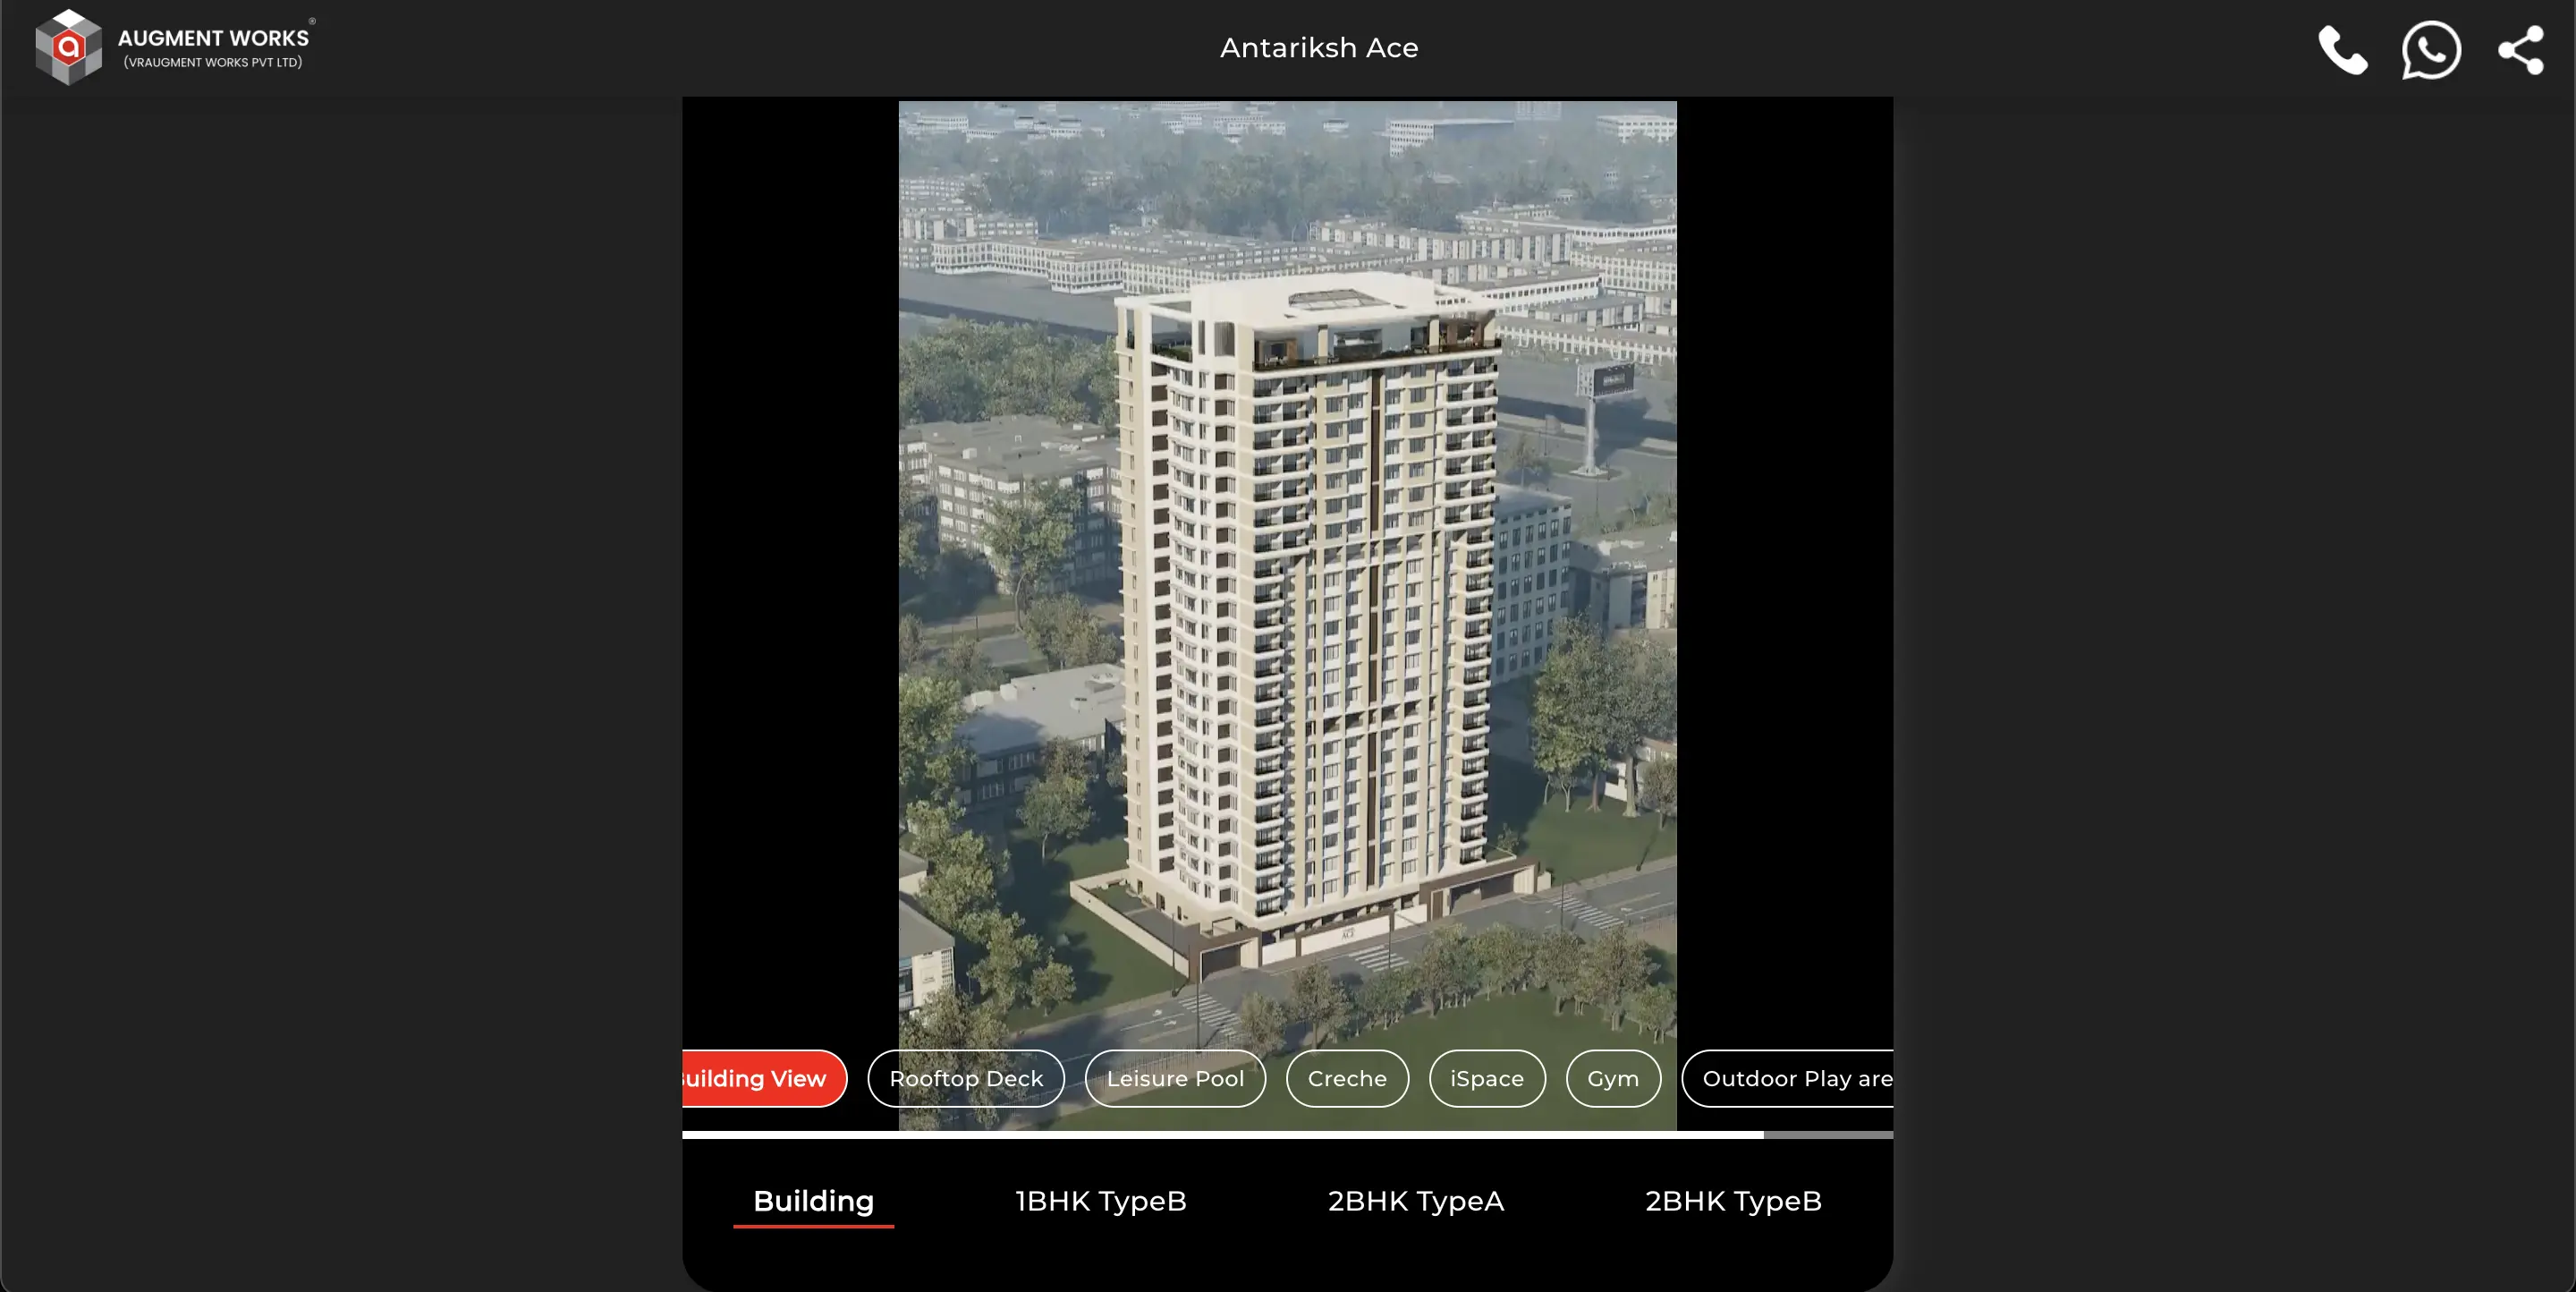 AUGMENT WORKS®
(VRAUGMENT WORKS PVT LTD)
Antariksh Ace
ACE
uilding View
Rooftop Deck
Leisure Pool
Creche
iSpace
Gym
Outdoor Play are
Building
1BHK TypeB
2BHK TypeA
2BHK TypeB